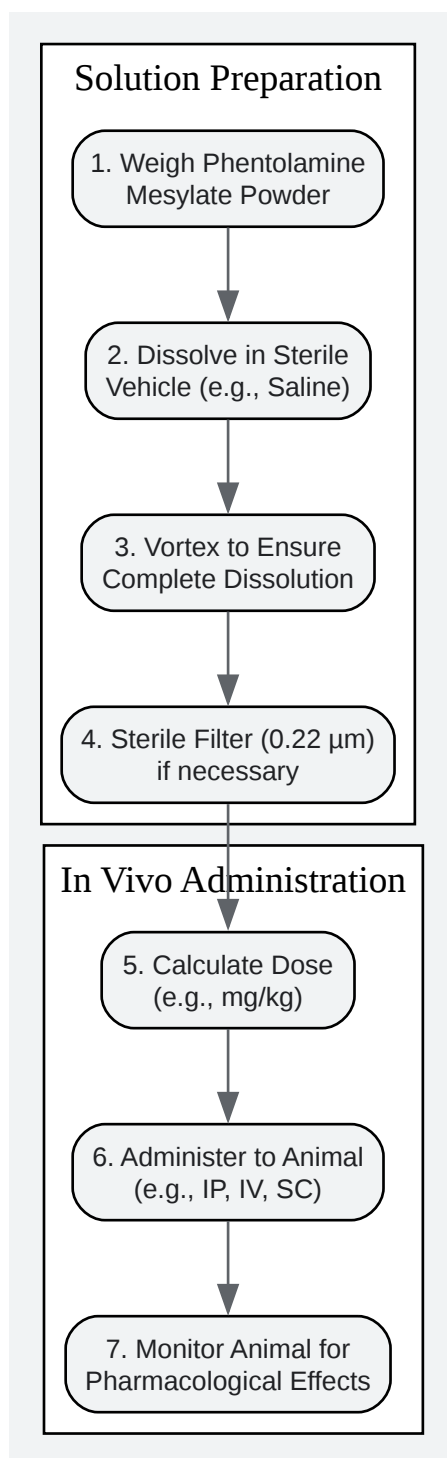 Solution Preparation
1. Weigh Phentolamine
Mesylate Powder
2. Dissolve in Sterile
Vehicle (e.g., Saline)
3. Vortex to Ensure
Complete Dissolution
4. Sterile Filter (0.22 µm)
if necessary
In Vivo Administration
5. Calculate Dose
(e.g., mg/kg)
6. Administer to Animal
(e.g., IP, IV, SC)
7. Monitor Animal for
Pharmacological Effects